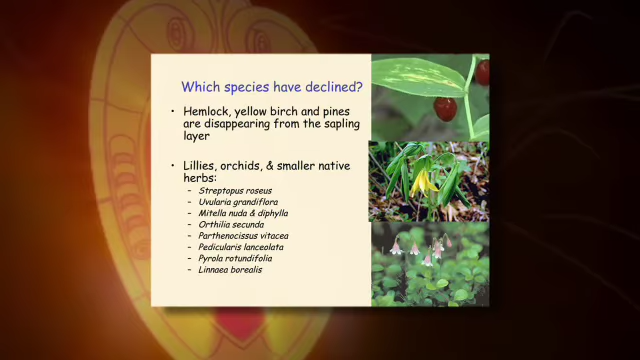 Which species have declined?
• Hemlock, yellow birch and pines
are disappearing from the sapling
layer
• Lillies, orchids, & smaller native
herbs:
– Streptopus roseus
– Uvularia grandiflora
– Mitella nuda & diphylla
– Orthilia secunda
– Parthenocissus vitacea
– Pedicularis lanceolata
– Pyrola rotundifolia
– Linnaea borealis